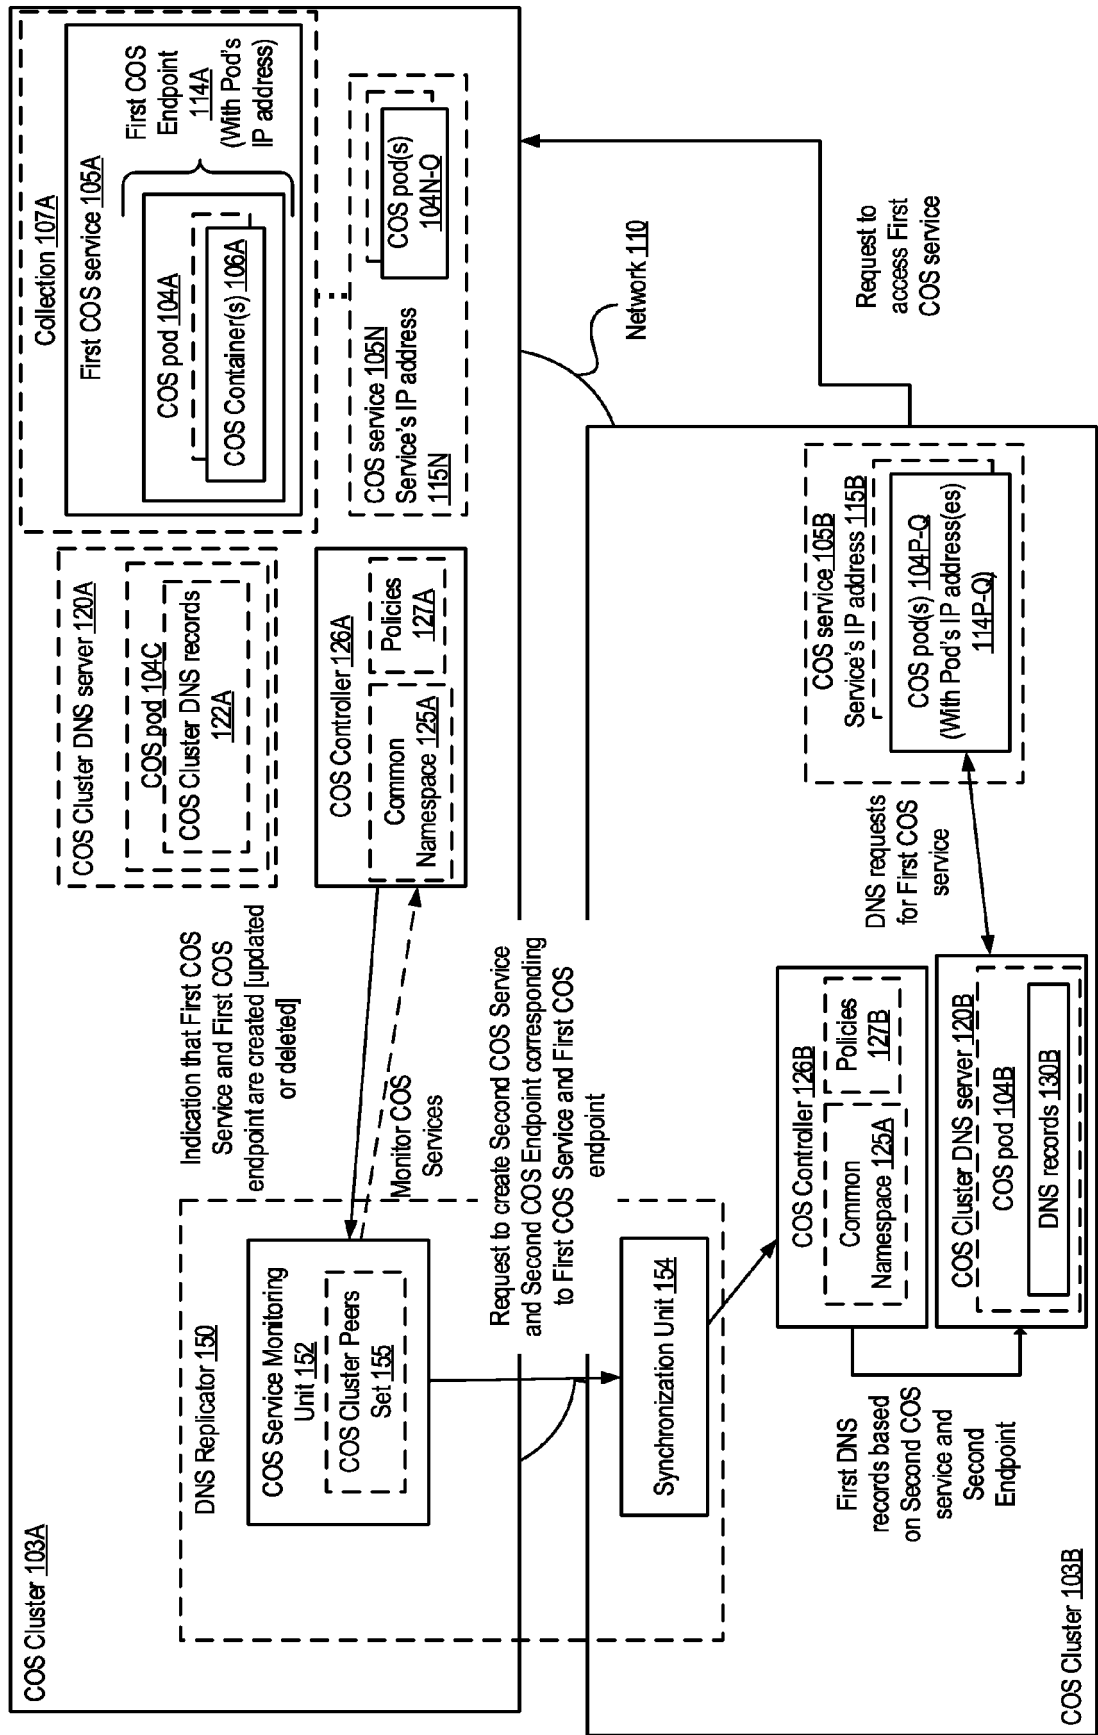 COS Cluster 103A
DNS Replicator 150
COS Service Monitoring
Unit 152
COS Cluster Peers
Set 155
Indication that First COS
Service and First COS
endpoint are created [updated
or deleted]
Monitor COS
Services
COS Cluster DNS server 120A
COS pod 104C
COS Cluster DNS records
122A
COS Controller 126A
Common
Namespace 125A
Policies
127A
Collection 107A
First COS service 105A
COS pod 104A
COS Container(s) 106A
First COS
Endpoint
114A
(With Pod's
IP address)
COS service 105N
Service's IP address
115N
COS pod(s)
104N-O
Request to create Second COS Service
and Second COS Endpoint corresponding
to First COS Service and First COS
endpoint
Network 110
Request to
access First
COS service
Synchronization Unit 154
COS Controller 126B
Common
Namespace 125A
Policies
127B
First DNS
records based
on Second COS
service and
Second
Endpoint
COS Cluster DNS server 120B
COS pod 104B
DNS records 130B
DNS requests
for First COS
service
COS service 105B
Service's IP address 115B
COS pod(s) 104P-Q
(With Pod's IP address(es)
114P-Q)
COS Cluster 103B